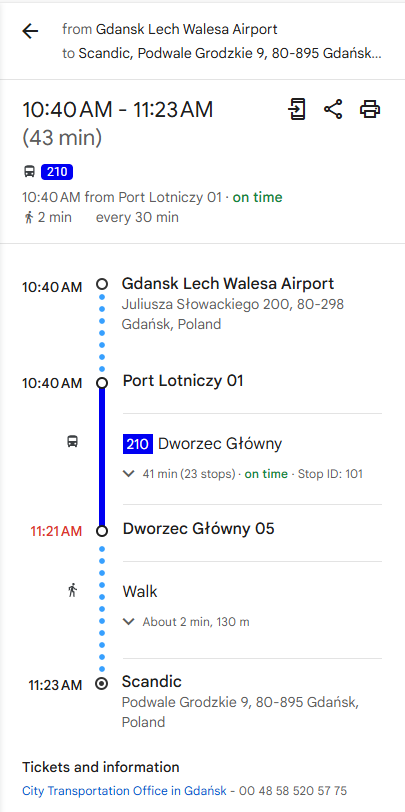 from Gdansk Lech Walesa Airport
to Scandic, Podwale Grodzkie 9, 80-895 Gdańsk...
10:40 AM - 11:23 AM
(43 min)
210
10:40 AM from Port Lotniczy 01 · on time
2 min every 30 min
10:40 AM Gdansk Lech Walesa Airport
Juliusza Słowackiego 200, 80-298
Gdańsk, Poland
10:40 AM Port Lotniczy 01
210 Dworzec Główny
41 min (23 stops) · on time · Stop ID: 101
11:21 AM Dworzec Główny 05
Walk
About 2 min, 130 m
11:23 AM Scandic
Podwale Grodzkie 9, 80-895 Gdańsk,
Poland
Tickets and information
City Transportation Office in Gdańsk - 00 48 58 520 57 75